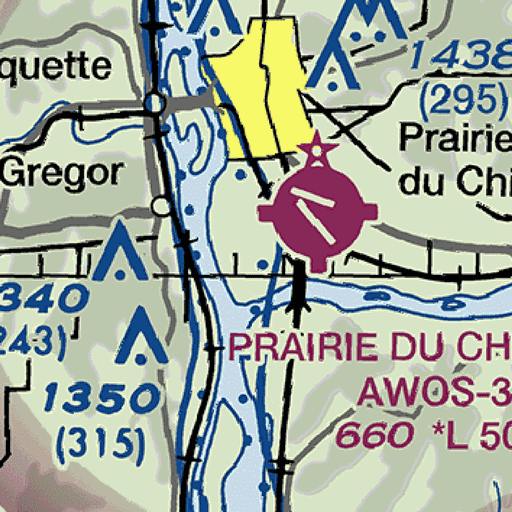 1438
quette
(295)
Prairie
du Chi
Gregor
340
243)
PRAIRIE DU CH
1350
AWOS-3
(315)
660 *L 50